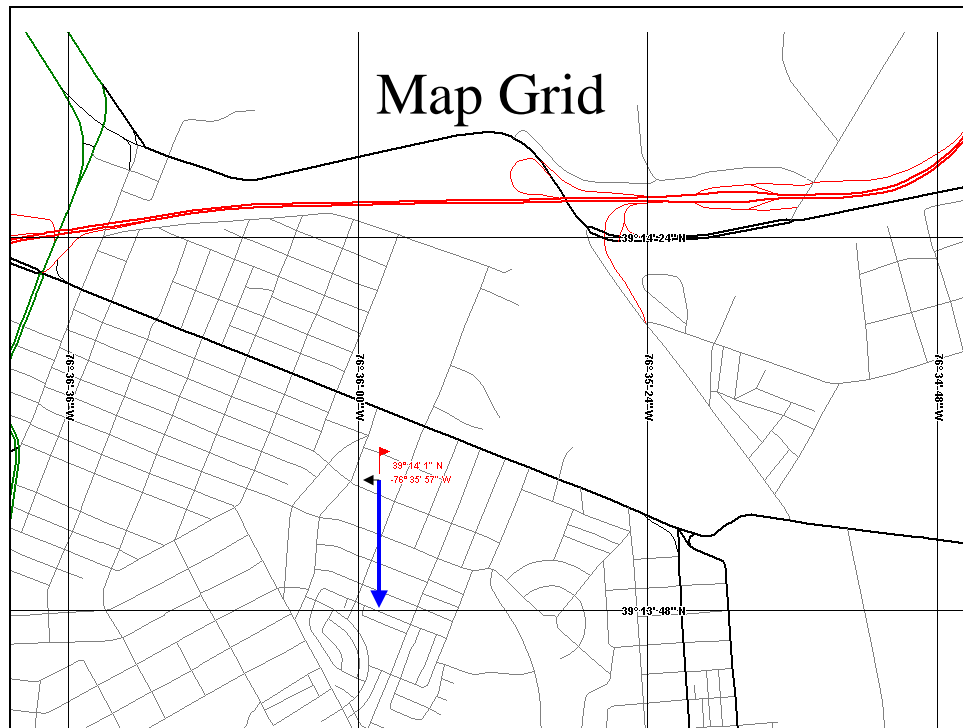 Map Grid
39° 14' 24" N
76° 36' 36" W
76° 36' 00" W
76° 35' 24" W
76° 34' 48" W
39° 14' 1" N
-76° 35' 57" W
39° 13' 48" N